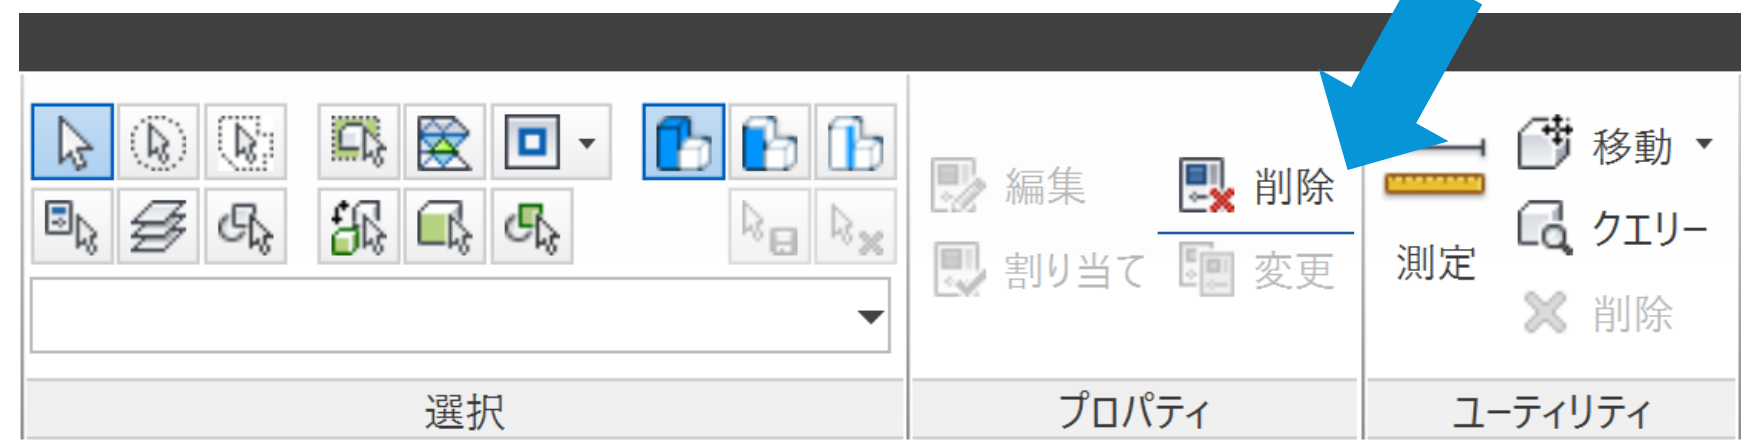 編集
削除
割り当て
変更
測定
移動
クエリー
削除
選択
プロパティ
ユーティリティ